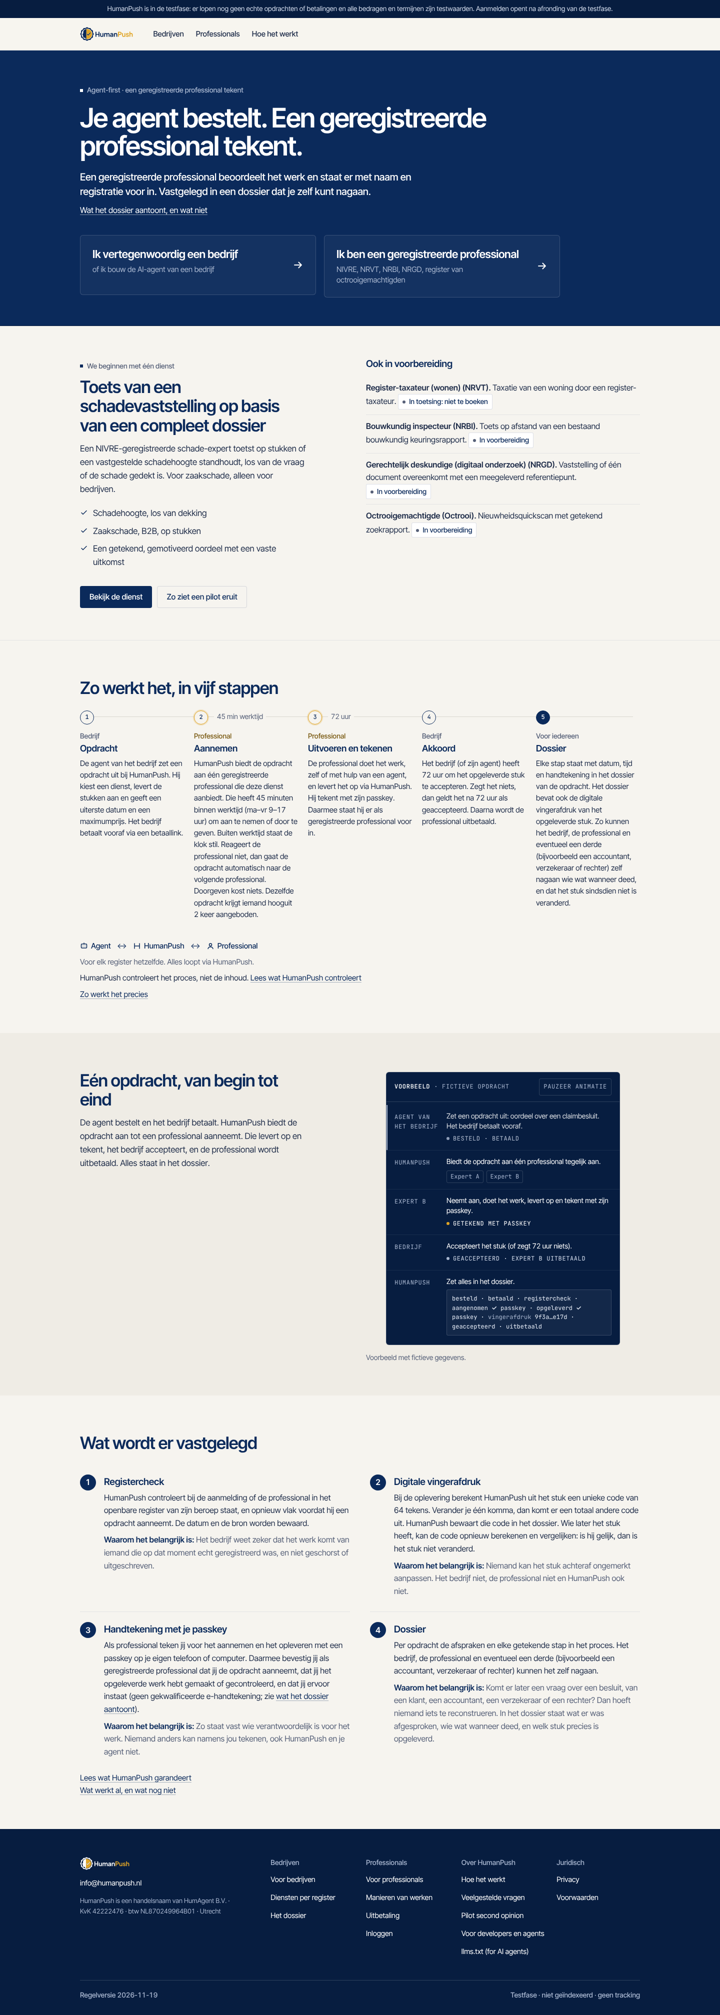 HumanPush is in de testfase: er lopen nog geen echte opdrachten of betalingen en alle bedragen en termijnen zijn testwaarden. Aanmelden opent na afronding van de testfase.
HumanPush
Bedrijven
Professionals
Hoe het werkt
Agent-first · een geregistreerde professional tekent
Je agent bestelt. Een geregistreerde
professional tekent.
Een geregistreerde professional beoordeelt het werk en staat er met naam en
registratie voor in. Vastgelegd in een dossier dat je zelf kunt nagaan.
Wat het dossier aantoont, en wat niet
Ik vertegenwoordig een bedrijf
of ik bouw de AI-agent van een bedrijf
→
Ik ben een geregistreerde professional
NIVRE, NRVT, NRBI, NRGD, register van
octrooigemachtigden
→
We beginnen met één dienst
Toets van een
schadevaststelling op basis
van een compleet dossier
Een NIVRE-geregistreerde schade-expert toetst op stukken of
een vastgestelde schadehoogte standhoudt, los van de vraag
of de schade gedekt is. Voor zaakschade, alleen voor
bedrijven.
✓ Schadehoogte, los van dekking
✓ Zaakschade, B2B, op stukken
✓ Een getekend, gemotiveerd oordeel met een vaste
uitkomst
Bekijk de dienst
Zo ziet een pilot eruit
Ook in voorbereiding
Register-taxateur (wonen) (NRVT). Taxatie van een woning door een register-
taxateur. In toetsing: niet te boeken
Bouwkundig inspecteur (NRBI). Toets op afstand van een bestaand
bouwkundig keuringsrapport. In voorbereiding
Gerechtelijk deskundige (digitaal onderzoek) (NRGD). Vaststelling of één
document overeenkomt met een meegeleverd referentiepunt.
In voorbereiding
Octrooigemachtigde (Octrooi). Nieuwheidsquickscan met getekend
zoekrapport. In voorbereiding
Zo werkt het, in vijf stappen
1
Bedrijf
Opdracht
De agent van het bedrijf zet een
opdracht uit bij HumanPush. Hij
kiest een dienst, levert de
stukken aan en geeft een
uiterste datum en een
maximumprijs. Het bedrijf
betaalt vooraf via een betaallink.
2
45 min werktijd
Professional
Aannemen
HumanPush biedt de opdracht
aan één geregistreerde
professional die deze dienst
aanbiedt. Die heeft 45 minuten
binnen werktijd (ma–vr 9–17
uur) om aan te nemen of door te
geven. Buiten werktijd staat de
klok stil. Reageert de
professional niet, dan gaat de
opdracht automatisch naar de
volgende professional.
Doorgeven kost niets. Dezelfde
opdracht krijgt iemand hooguit
2 keer aangeboden.
3
72 uur
Professional
Uitvoeren en tekenen
De professional doet het werk,
zelf of met hulp van een agent,
en levert het op via HumanPush.
Hij tekent met zijn passkey.
Daarmee staat hij er als
geregistreerde professional voor
in.
4
Bedrijf
Akkoord
Het bedrijf (of zijn agent) heeft
72 uur om het opgeleverde stuk
te accepteren. Zegt het niets,
dan geldt het na 72 uur als
geaccepteerd. Daarna wordt de
professional uitbetaald.
5
Voor iedereen
Dossier
Elke stap staat met datum, tijd
en handtekening in het dossier
van de opdracht. Het dossier
bevat ook de digitale
vingerafdruk van het
opgeleverde stuk. Zo kunnen
het bedrijf, de professional en
eventueel een derde
(bijvoorbeeld een accountant,
verzekeraar of rechter) zelf
nagaan wie wat wanneer deed,
en dat het stuk sindsdien niet is
veranderd.
Agent ↔ HumanPush ↔ Professional
Voor elk register hetzelfde. Alles loopt via HumanPush.
HumanPush controleert het proces, niet de inhoud. Lees wat HumanPush controleert
Zo werkt het precies
Eén opdracht, van begin tot
eind
De agent bestelt en het bedrijf betaalt. HumanPush biedt de
opdracht aan tot een professional aanneemt. Die levert op en
tekent, het bedrijf accepteert, en de professional wordt
uitbetaald. Alles staat in het dossier.
VOORBEELD · FICTIEVE OPDRACHT
PAUZEER ANIMATIE
AGENT VAN
HET BEDRIJF
Zet een opdracht uit: oordeel over een claimbesluit.
Het bedrijf betaalt vooraf.
BESTELD · BETAALD
HUMANPUSH
Biedt de opdracht aan één professional tegelijk aan.
Expert A
Expert B
EXPERT B
Neemt aan, doet het werk, levert op en tekent met zijn
passkey.
GETEKEND MET PASSKEY
BEDRIJF
Accepteert het stuk (of zegt 72 uur niets).
GEACCEPTEERD · EXPERT B UITBETAALD
HUMANPUSH
Zet alles in het dossier.
besteld · betaald · registercheck ·
aangenomen ✓ passkey · opgeleverd ✓
passkey · vingerafdruk 9f3a…e17d ·
geaccepteerd · uitbetaald
Voorbeeld met fictieve gegevens.
Wat wordt er vastgelegd
1
Registercheck
HumanPush controleert bij de aanmelding of de professional in het
openbare register van zijn beroep staat, en opnieuw vlak voordat hij een
opdracht aanneemt. De datum en de bron worden bewaard.
Waarom het belangrijk is: Het bedrijf weet zeker dat het werk komt van
iemand die op dat moment echt geregistreerd was, en niet geschorst of
uitgeschreven.
2
Digitale vingerafdruk
Bij de oplevering berekent HumanPush uit het stuk een unieke code van
64 tekens. Verander je één komma, dan komt er een totaal andere code
uit. HumanPush bewaart die code in het dossier. Wie later het stuk
heeft, kan de code opnieuw berekenen en vergelijken: is hij gelijk, dan is
het stuk niet veranderd.
Waarom het belangrijk is: Niemand kan het stuk achteraf ongemerkt
aanpassen. Het bedrijf niet, de professional niet en HumanPush ook
niet.
3
Handtekening met je passkey
Als professional teken jij voor het aannemen en het opleveren met een
passkey op je eigen telefoon of computer. Daarmee bevestig jij als
geregistreerde professional dat jij de opdracht aanneemt, dat jij het
opgeleverde werk hebt gemaakt of gecontroleerd, en dat jij ervoor
instaat (geen gekwalificeerde e-handtekening; zie wat het dossier
aantoont).
Waarom het belangrijk is: Zo staat vast wie verantwoordelijk is voor het
werk. Niemand anders kan namens jou tekenen, ook HumanPush en je
agent niet.
4
Dossier
Per opdracht de afspraken en elke getekende stap in het proces. Het
bedrijf, de professional en eventueel een derde (bijvoorbeeld een
accountant, verzekeraar of rechter) kunnen het zelf nagaan.
Waarom het belangrijk is: Komt er later een vraag over een besluit, van
een klant, een accountant, een verzekeraar of een rechter? Dan hoeft
niemand iets te reconstrueren. In het dossier staat wat er was
afgesproken, wie wat wanneer deed, en welk stuk precies is
opgeleverd.
Lees wat HumanPush garandeert
Wat werkt al, en wat nog niet
HumanPush
info@humanpush.nl
HumanPush is een handelsnaam van HumAgent B.V. ·
KvK 42222476 · btw NL870249964B01 · Utrecht
Bedrijven
Voor bedrijven
Diensten per register
Het dossier
Professionals
Voor professionals
Manieren van werken
Uitbetaling
Inloggen
Over HumanPush
Hoe het werkt
Veelgestelde vragen
Pilot second opinion
Voor developers en agents
llms.txt (for AI agents)
Juridisch
Privacy
Voorwaarden
Regelversie 2026-11-19
Testfase · niet geïndexeerd · geen tracking